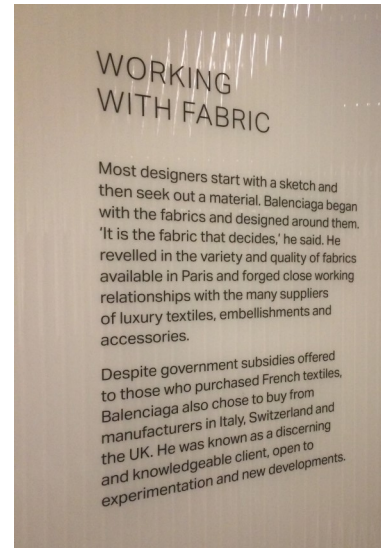 WORKING
WITH FABRIC
Most designers start with a sketch and
then seek out a material. Balenciaga began
with the fabrics and designed around them.
‘It is the fabric that decides,’ he said. He
revelled in the variety and quality of fabrics
available in Paris and forged close working
relationships with the many suppliers
of luxury textiles, embellishments and
accessories.
Despite government subsidies offered
to those who purchased French textiles,
Balenciaga also chose to buy from
manufacturers in Italy, Switzerland and
the UK. He was known as a discerning
and knowledgeable client, open to
experimentation and new developments.